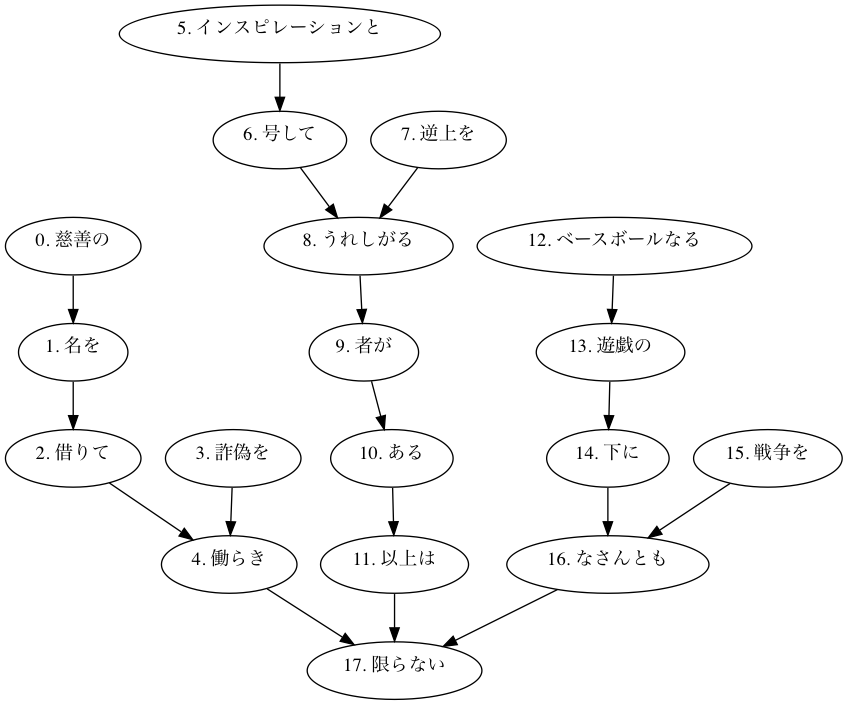 5. インスピレーションと
6. 号して
7. 逆上を
0. 慈善の
8. うれしがる
12. ベースボールなる
1. 名を
9. 者が
13. 遊戯の
2. 借りて
3. 詐偽を
10. ある
14. 下に
15. 戦争を
4. 働らき
11. 以上は
16. なさんとも
17. 限らない